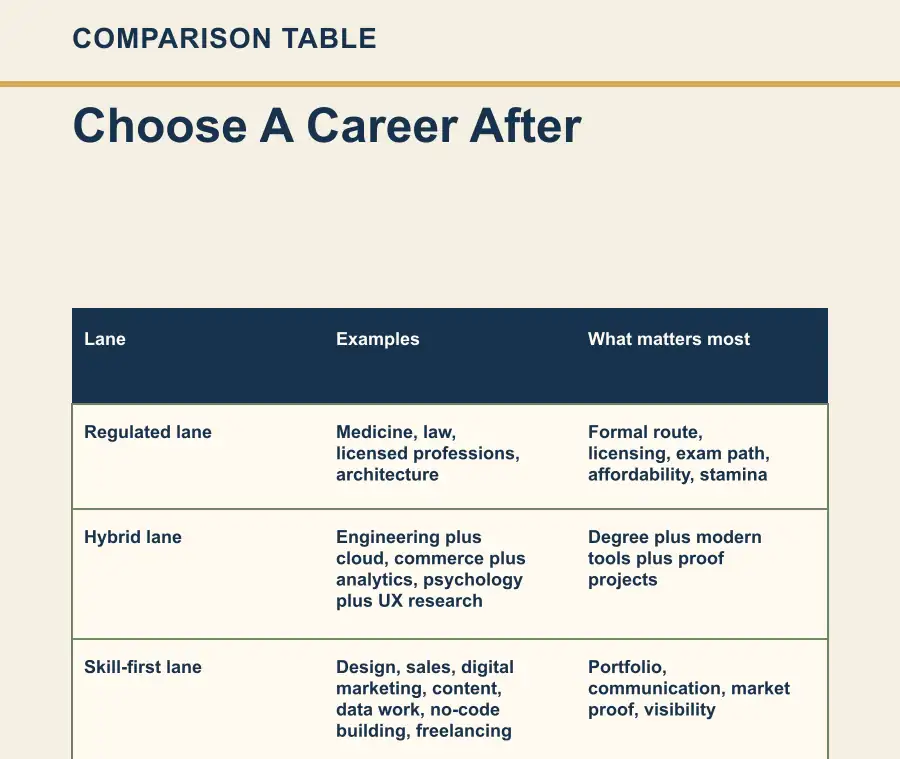 COMPARISON TABLE
Choose A Career After
Lane
Examples
What matters most
Regulated lane
Medicine, law,
licensed professions,
architecture
Formal route,
licensing, exam path,
affordability, stamina
Hybrid lane
Engineering plus
cloud, commerce plus
analytics, psychology
plus UX research
Degree plus modern
tools plus proof
projects
Skill-first lane
Design, sales, digital
marketing, content,
data work, no-code
building, freelancing
Portfolio,
communication, market
proof, visibility